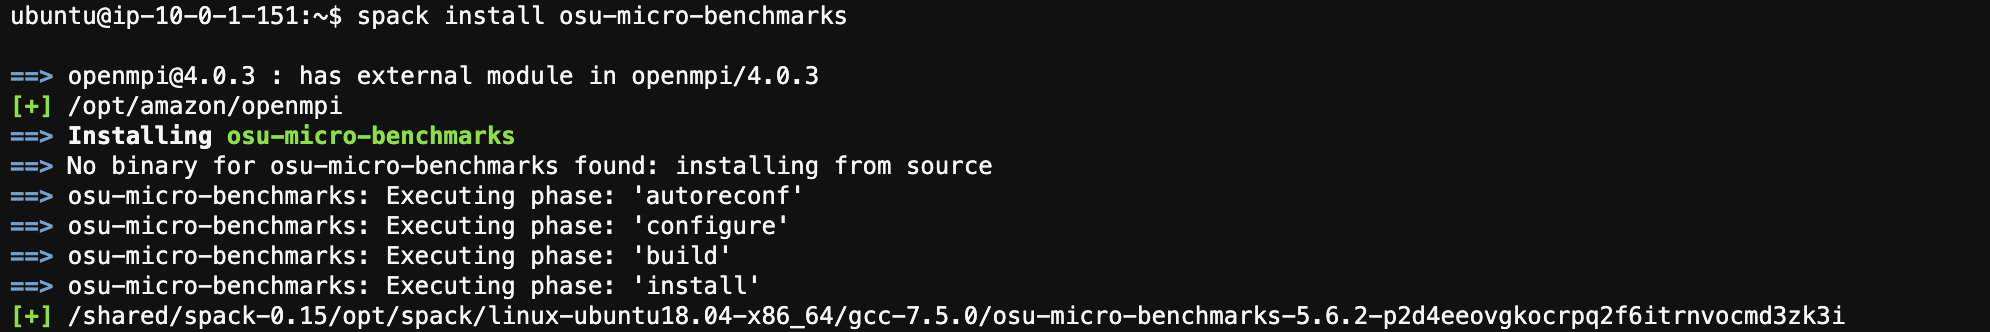 ubuntu@ip-10-0-1-151:~$ spack install osu-micro-benchmarks
==> openmpi@4.0.3 : has external module in openmpi/4.0.3
[+] /opt/amazon/openmpi
==> Installing osu-micro-benchmarks
==> No binary for osu-micro-benchmarks found: installing from source
==> osu-micro-benchmarks: Executing phase: 'autoreconf'
==> osu-micro-benchmarks: Executing phase: 'configure'
==> osu-micro-benchmarks: Executing phase: 'build'
==> osu-micro-benchmarks: Executing phase: 'install'
[+] /shared/spack-0.15/opt/spack/linux-ubuntu18.04-x86_64/gcc-7.5.0/osu-micro-benchmarks-5.6.2-p2d4eeovgkocrpq2f6itrnvocmd3zk3i